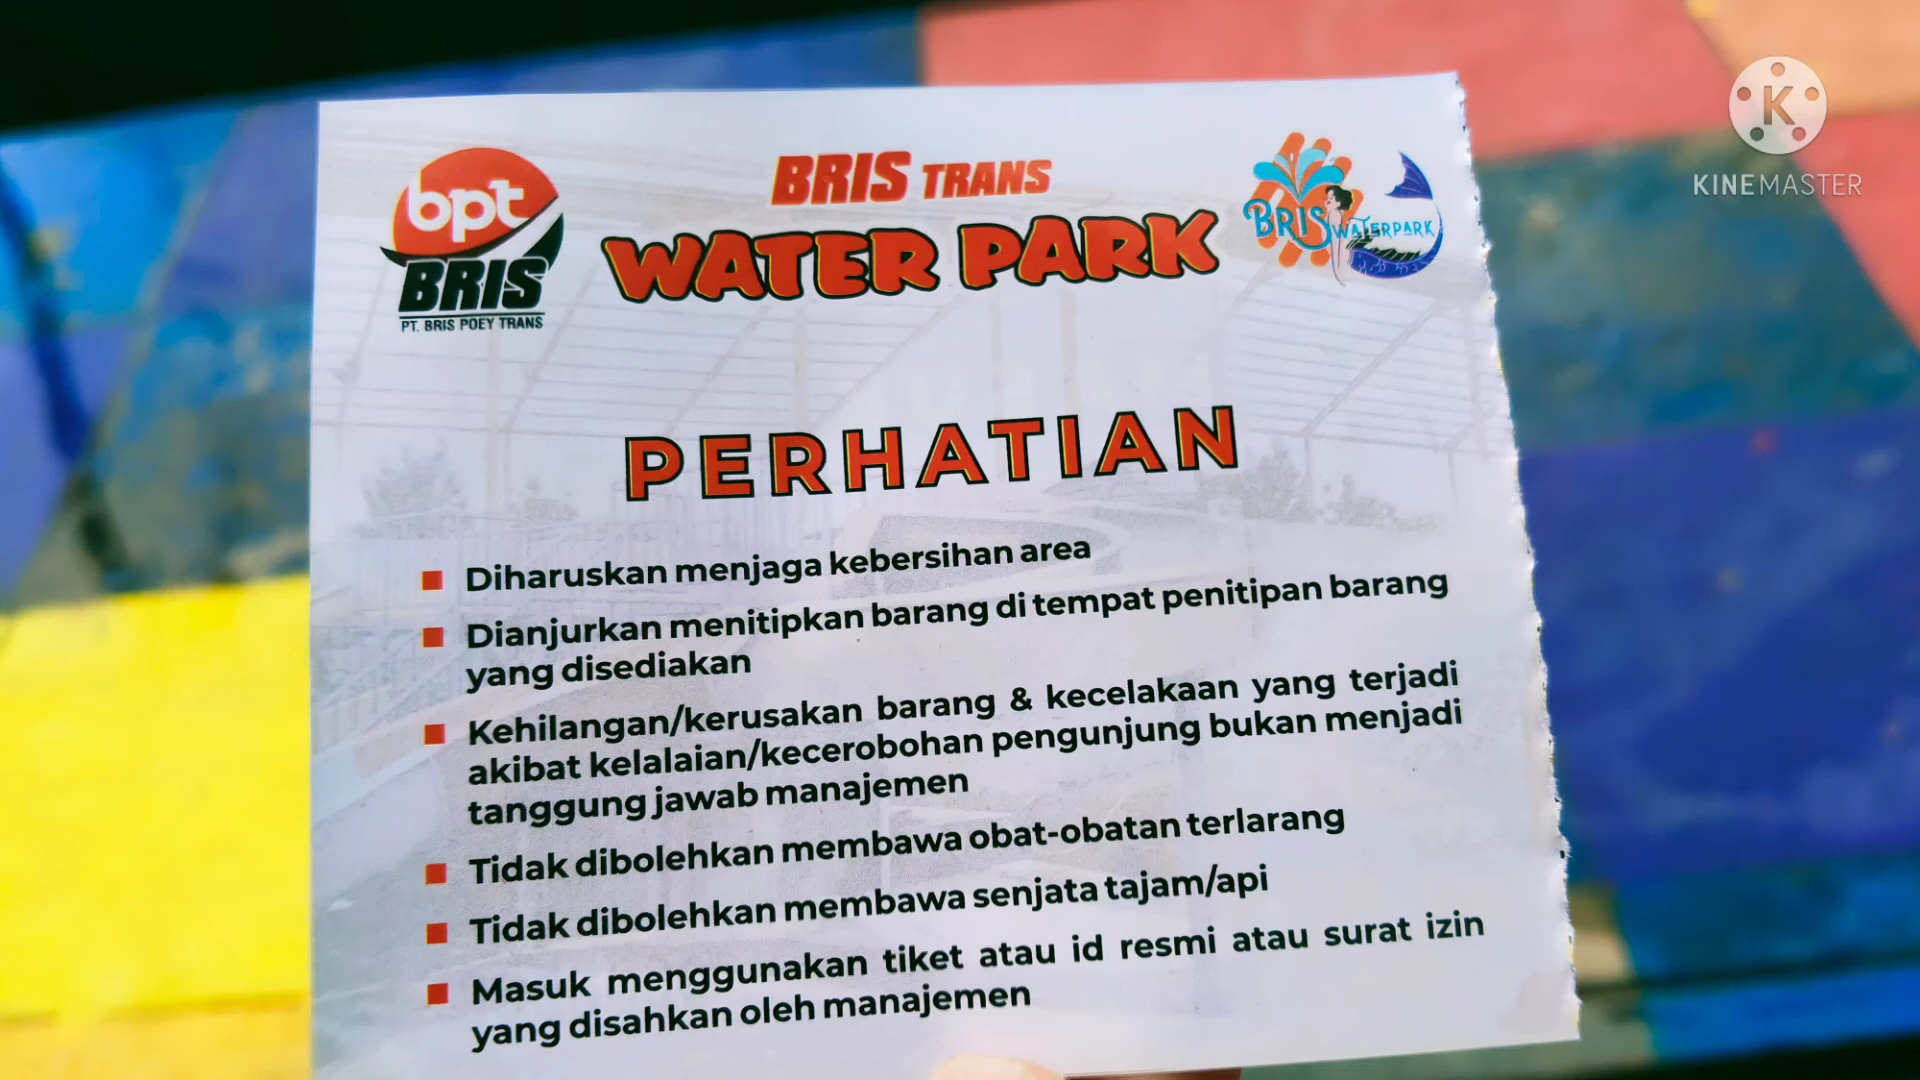 bpt
BRIS
PT. BRIS POEY TRANS
BRIS TRANS
WATER PARK
BRIS WATERPARK
K
KINEMASTER
PERHATIAN
Diharuskan menjaga kebersihan area
Dianjurkan menitipkan barang di tempat penitipan barang
yang disediakan
Kehilangan/kerusakan barang & kecelakaan yang terjadi
akibat kelalaian/kecerobohan pengunjung bukan menjadi
tanggung jawab manajemen
Tidak dibolehkan membawa obat-obatan terlarang
Tidak dibolehkan membawa senjata tajam/api
Masuk menggunakan tiket atau id resmi atau surat izin
yang disahkan oleh manajemen